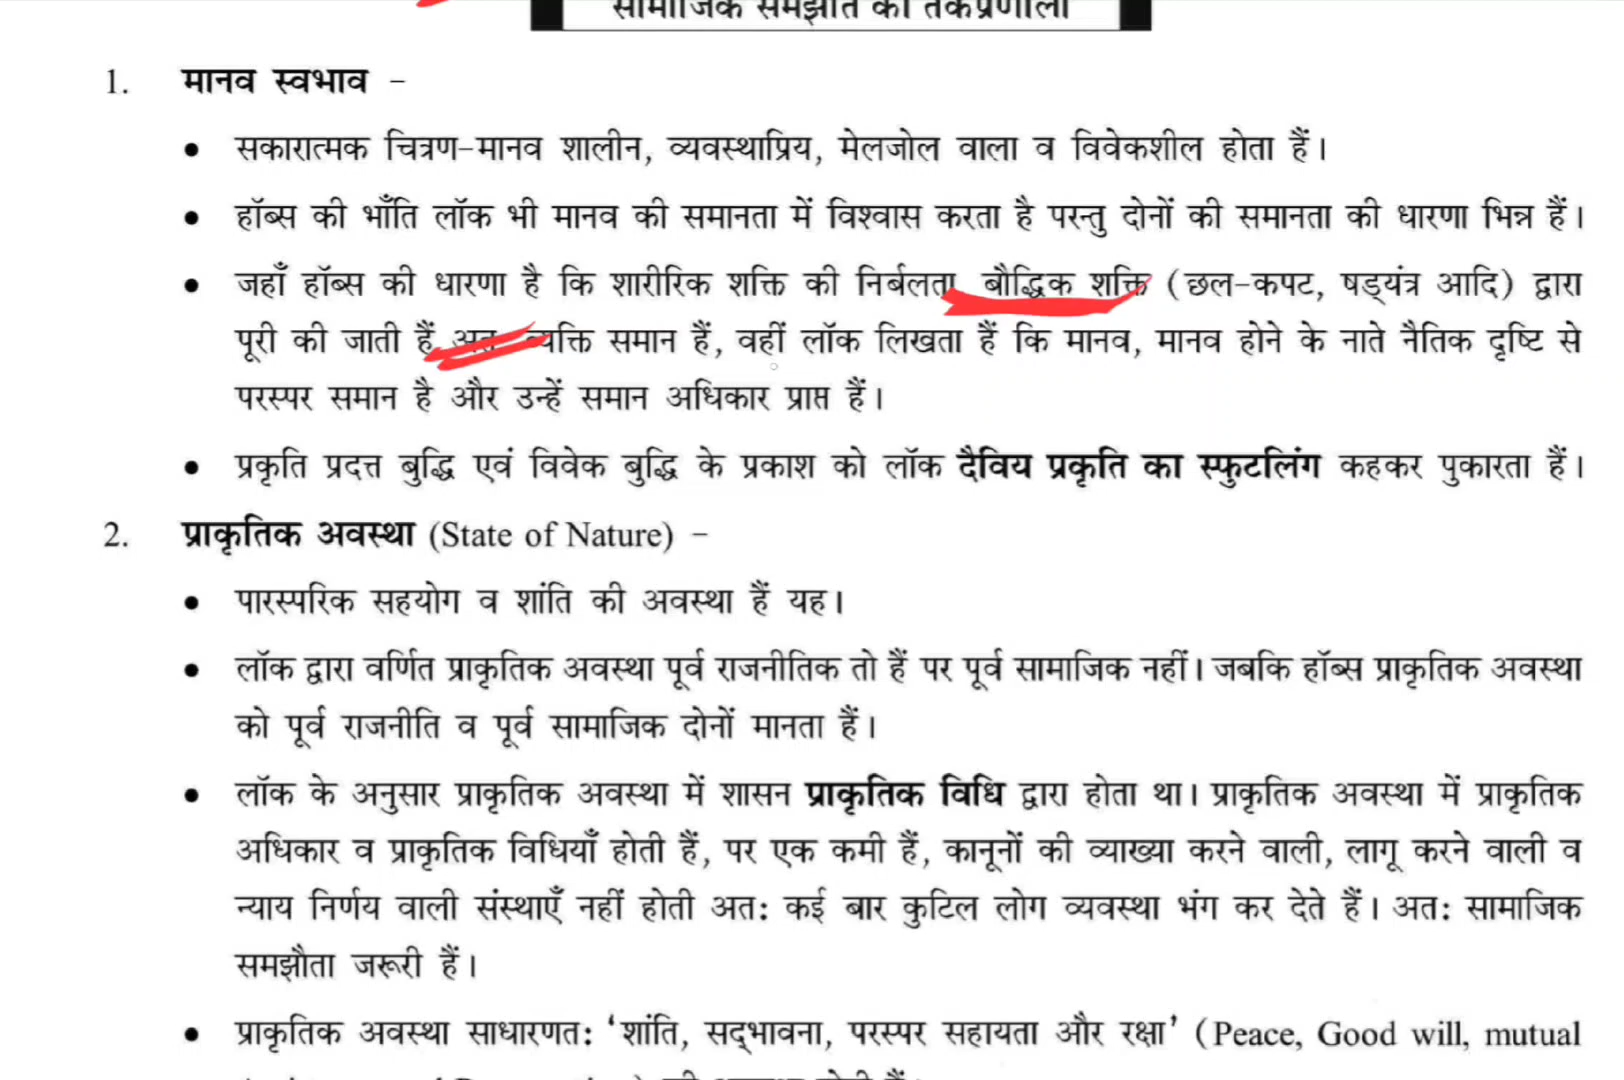 सामाजिक समझौते की तर्कप्रणाली
1. मानव स्वभाव –
• सकारात्मक चित्रण-मानव शालीन, व्यवस्थाप्रिय, मेलजोल वाला व विवेकशील होता हैं।
• हॉब्स की भाँति लॉक भी मानव की समानता में विश्वास करता है परन्तु दोनों की समानता की धारणा भिन्न हैं।
• जहाँ हॉब्स की धारणा है कि शारीरिक शक्ति की निर्बलता बौद्धिक शक्ति (छल-कपट, षड्यंत्र आदि) द्वारा
पूरी की जाती हैं अतः व्यक्ति समान हैं, वहीं लॉक लिखता हैं कि मानव, मानव होने के नाते नैतिक दृष्टि से
परस्पर समान है और उन्हें समान अधिकार प्राप्त हैं।
• प्रकृति प्रदत्त बुद्धि एवं विवेक बुद्धि के प्रकाश को लॉक दैविय प्रकृति का स्फुटलिंग कहकर पुकारता हैं।
2. प्राकृतिक अवस्था (State of Nature) –
• पारस्परिक सहयोग व शांति की अवस्था हैं यह।
• लॉक द्वारा वर्णित प्राकृतिक अवस्था पूर्व राजनीतिक तो हैं पर पूर्व सामाजिक नहीं। जबकि हॉब्स प्राकृतिक अवस्था
को पूर्व राजनीति व पूर्व सामाजिक दोनों मानता हैं।
• लॉक के अनुसार प्राकृतिक अवस्था में शासन प्राकृतिक विधि द्वारा होता था। प्राकृतिक अवस्था में प्राकृतिक
अधिकार व प्राकृतिक विधियाँ होती हैं, पर एक कमी हैं, कानूनों की व्याख्या करने वाली, लागू करने वाली व
न्याय निर्णय वाली संस्थाएँ नहीं होती अतः कई बार कुटिल लोग व्यवस्था भंग कर देते हैं। अतः सामाजिक
समझौता जरूरी हैं।
• प्राकृतिक अवस्था साधारणतः ‘शांति, सद्‌भावना, परस्पर सहायता और रक्षा’ (Peace, Good will, mutual